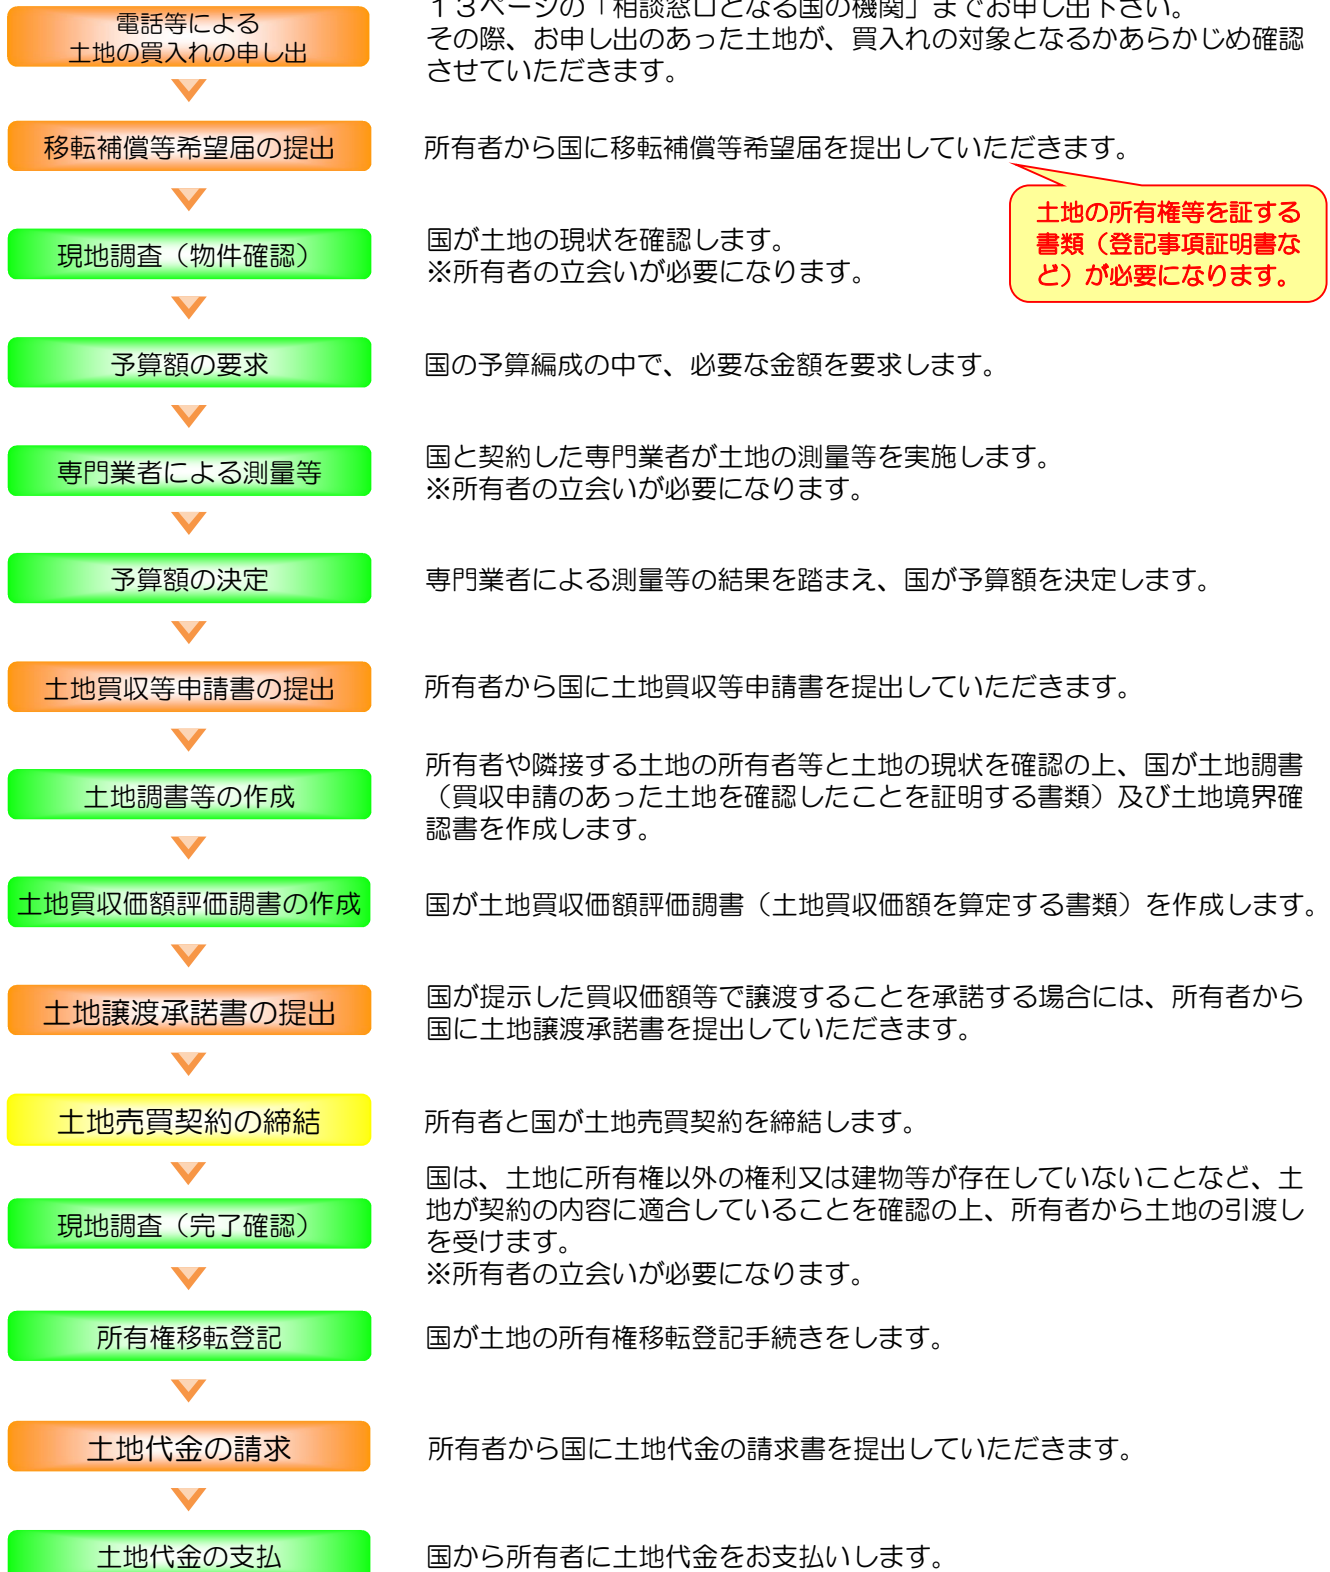 １３ページの「相談窓口となる国の機関」までお申し出下さい。
電話等による
土地の買入れの申し出
その際、お申し出のあった土地が、買入れの対象となるかあらかじめ確認
させていただきます。
移転補償等希望届の提出
所有者から国に移転補償等希望届を提出していただきます。
土地の所有権等を証する
書類（登記事項証明書な
ど）が必要になります。
現地調査（物件確認）
国が土地の現状を確認します。
※所有者の立会いが必要になります。
予算額の要求
国の予算編成の中で、必要な金額を要求します。
専門業者による測量等
国と契約した専門業者が土地の測量等を実施します。
※所有者の立会いが必要になります。
予算額の決定
専門業者による測量等の結果を踏まえ、国が予算額を決定します。
土地買収等申請書の提出
所有者から国に土地買収等申請書を提出していただきます。
土地調書等の作成
所有者や隣接する土地の所有者等と土地の現状を確認の上、国が土地調書
（買収申請のあった土地を確認したことを証明する書類）及び土地境界確
認書を作成します。
土地買収価額評価調書の作成
国が土地買収価額評価調書（土地買収価額を算定する書類）を作成します。
土地譲渡承諾書の提出
国が提示した買収価額等で譲渡することを承諾する場合には、所有者から
国に土地譲渡承諾書を提出していただきます。
土地売買契約の締結
所有者と国が土地売買契約を締結します。
現地調査（完了確認）
国は、土地に所有権以外の権利又は建物等が存在していないことなど、土
地が契約の内容に適合していることを確認の上、所有者から土地の引渡し
を受けます。
※所有者の立会いが必要になります。
所有権移転登記
国が土地の所有権移転登記手続きをします。
土地代金の請求
所有者から国に土地代金の請求書を提出していただきます。
土地代金の支払
国から所有者に土地代金をお支払いします。